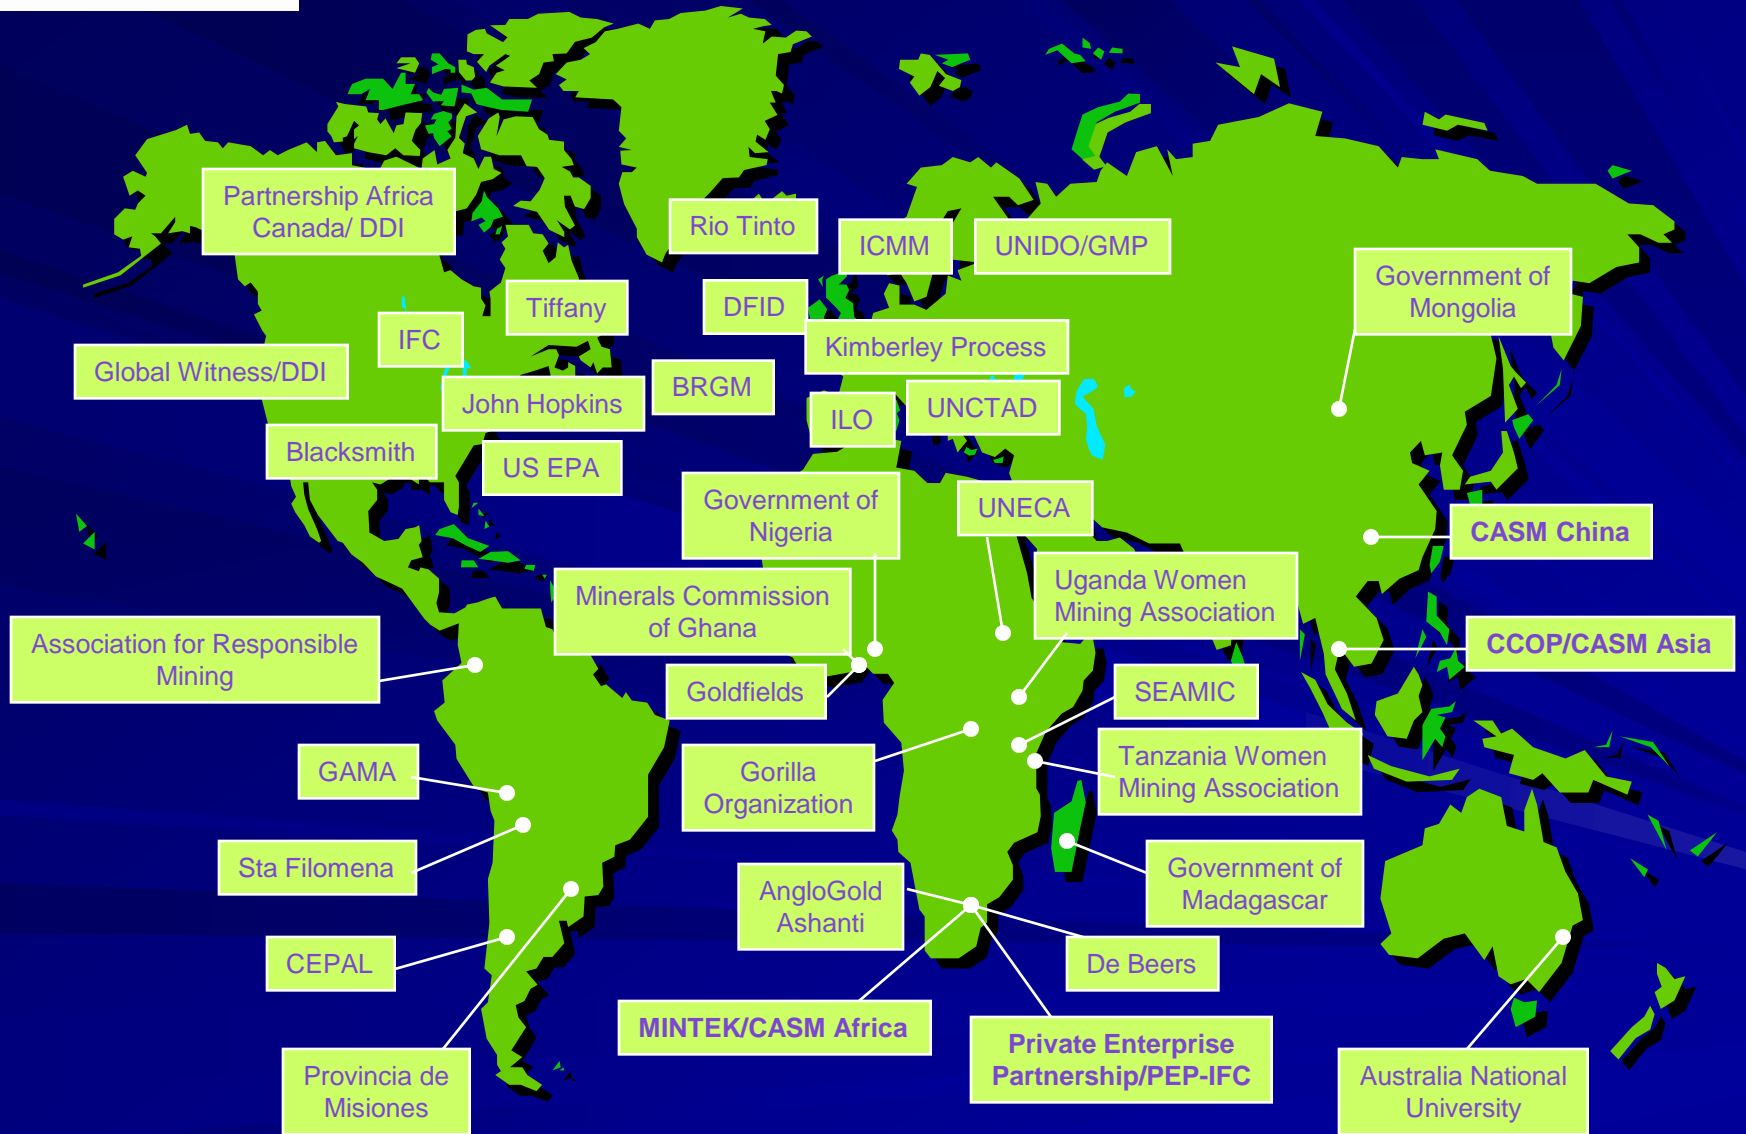 Partnership Africa
Canada/ DDI
Rio Tinto
ICMM
UNIDO/GMP
Government of
Mongolia
Tiffany
DFID
IFC
Kimberley Process
Global Witness/DDI
John Hopkins
BRGM
ILO
UNCTAD
Blacksmith
US EPA
Government of
Nigeria
UNECA
CASM China
Uganda Women
Mining Association
Minerals Commission
of Ghana
Association for Responsible
Mining
CCOP/CASM Asia
Goldfields
SEAMIC
GAMA
Gorilla
Organization
Tanzania Women
Mining Association
Sta Filomena
AngloGold
Ashanti
Government of
Madagascar
CEPAL
De Beers
MINTEK/CASM Africa
Private Enterprise
Partnership/PEP-IFC
Provincia de
Misiones
Australia National
University